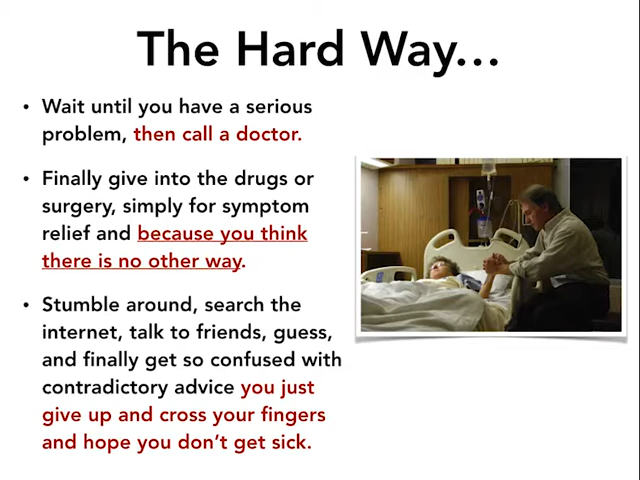 The Hard Way...
• Wait until you have a serious
problem, then call a doctor.
• Finally give into the drugs or
surgery, simply for symptom
relief and because you think
there is no other way.
• Stumble around, search the
internet, talk to friends, guess,
and finally get so confused with
contradictory advice you just
give up and cross your fingers
and hope you don't get sick.